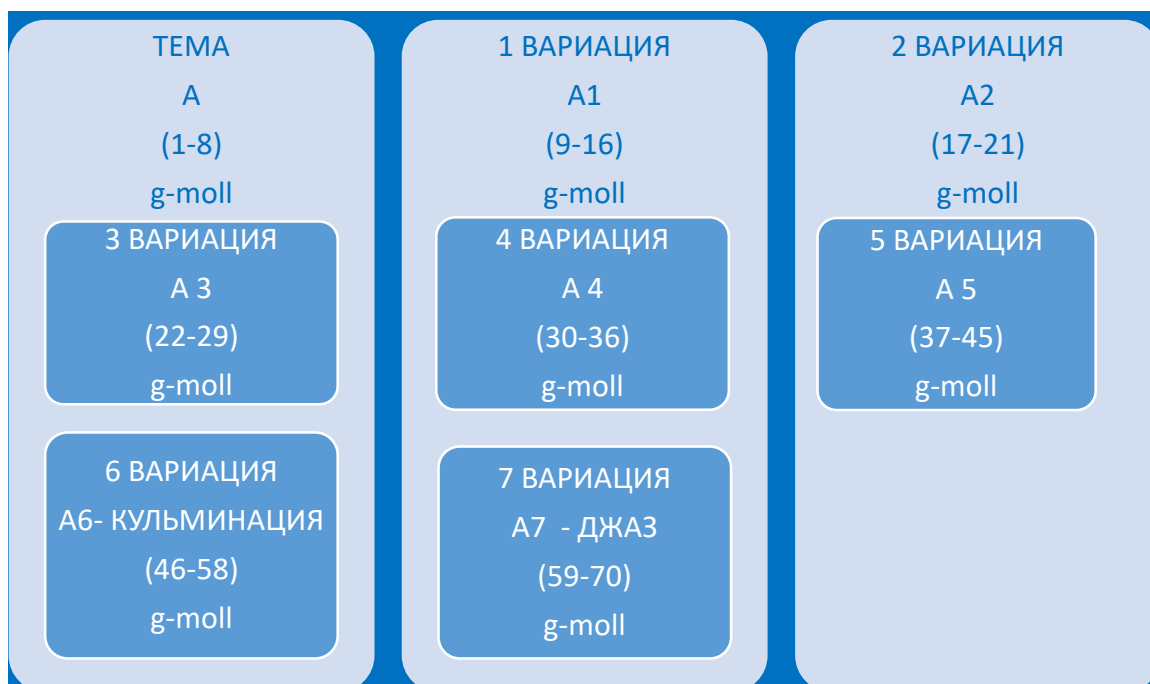 ТЕМА
А
(1-8)
g-moll
1 ВАРИАЦИЯ
А1
(9-16)
g-moll
2 ВАРИАЦИЯ
А2
(17-21)
g-moll
3 ВАРИАЦИЯ
А 3
(22-29)
g-moll
4 ВАРИАЦИЯ
А 4
(30-36)
g-moll
5 ВАРИАЦИЯ
А 5
(37-45)
g-moll
6 ВАРИАЦИЯ
А6- КУЛЬМИНАЦИЯ
(46-58)
g-moll
7 ВАРИАЦИЯ
А7 - ДЖАЗ
(59-70)
g-moll